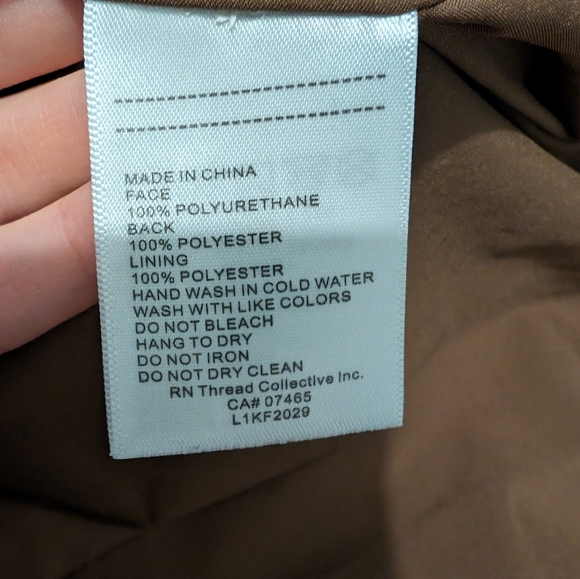 MADE IN CHINA
FACE
100% POLYURETHANE
BACK
100% POLYESTER
LINING
100% POLYESTER
HAND WASH IN COLD WATER
WASH WITH LIKE COLORS
DO NOT BLEACH
HANG TO DRY
DO NOT IRON
DO NOT DRY CLEAN
RN Thread Collective Inc.
CA# 07465
L1KF2029